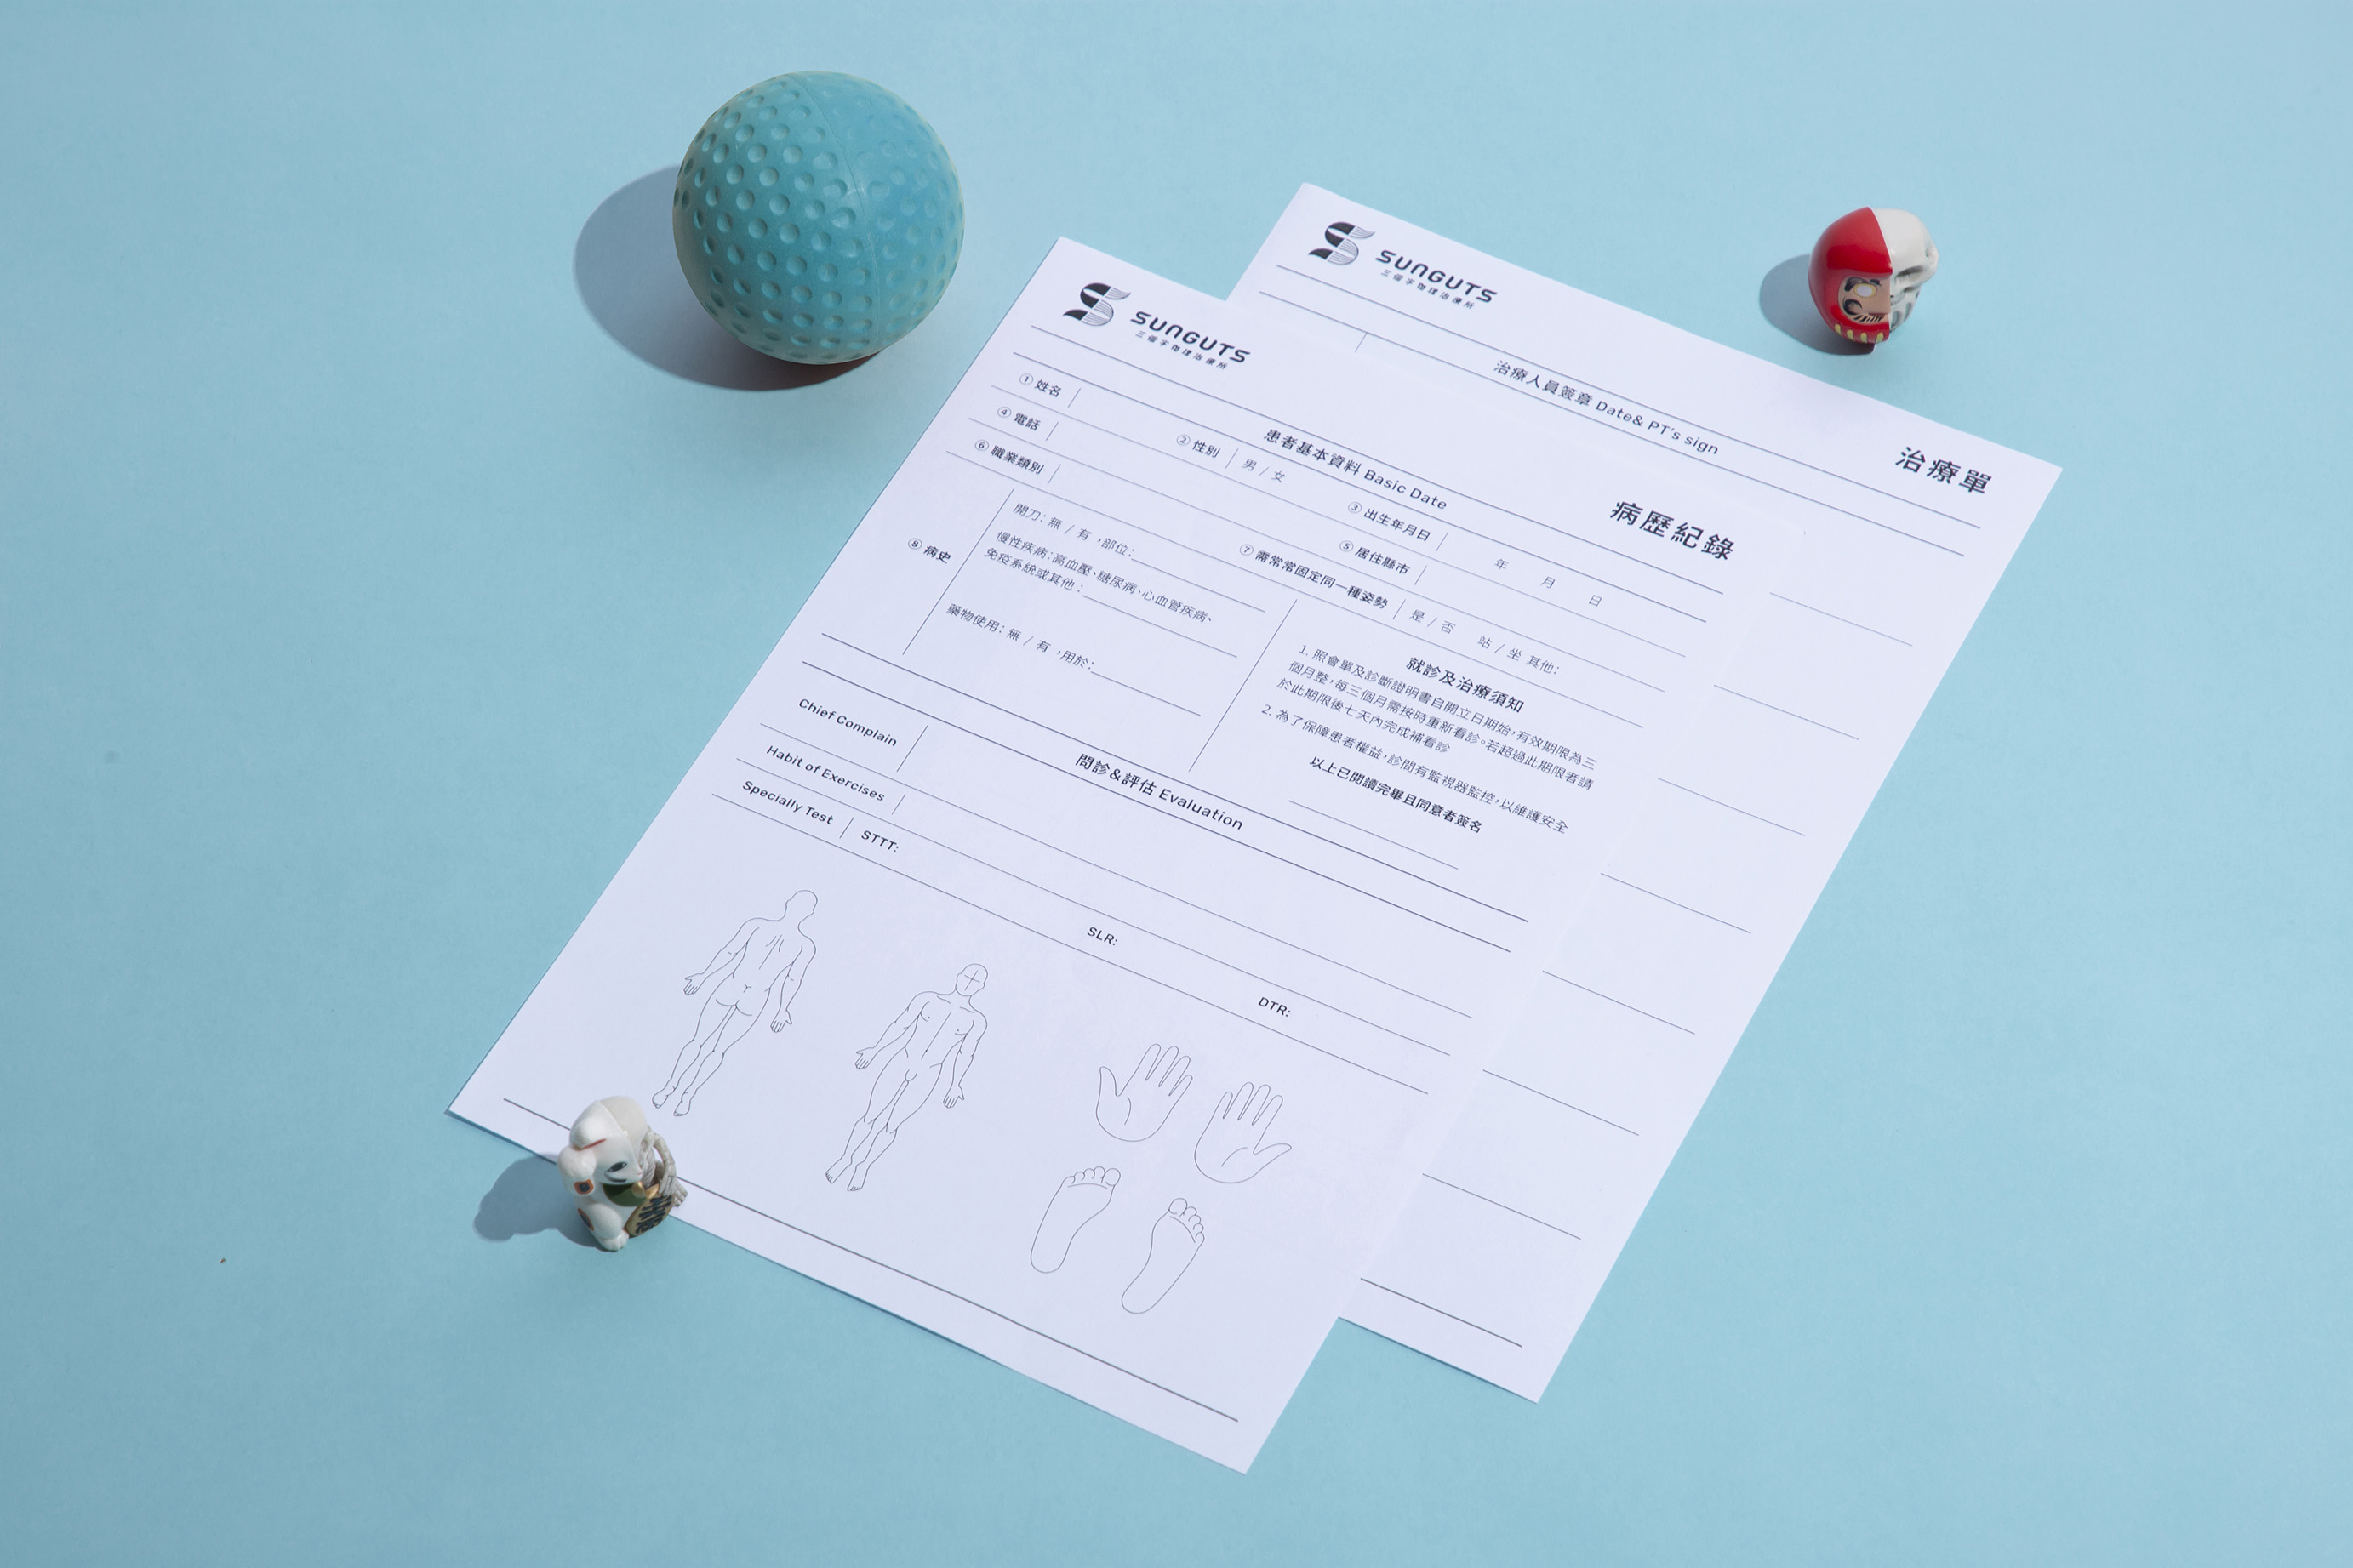 SUNGUTS
三個手物理治療所
病歷紀錄
患者基本資料 Basic Date
① 姓名
② 性別 男 / 女
③ 出生年月日 年 月 日
④ 電話
⑤ 居住縣市
⑥ 職業類別
⑦ 需常常固定同一種姿勢 是 / 否 站 / 坐 其他:
⑧ 病史
開刀: 無 / 有 ,部位:
慢性疾病:高血壓、糖尿病、心血管疾病、
免疫系統或其他:
藥物使用: 無 / 有 ,用於:
就診及治療須知
1. 照會單及診斷證明書自開立日期始,有效期限為三
個月整,每三個月需按時重新看診。若超過此期限者請
於此期限後七天內完成補看診
2. 為了保障患者權益,診間有監視器監控,以維護安全
以上已閱讀完畢且同意者簽名
問診&評估 Evaluation
Chief Complain
Habit of Exercises
Specially Test STTT: SLR: DTR:
SUNGUTS
三個手物理治療所
治療單
治療人員簽章 Date& PT's sign